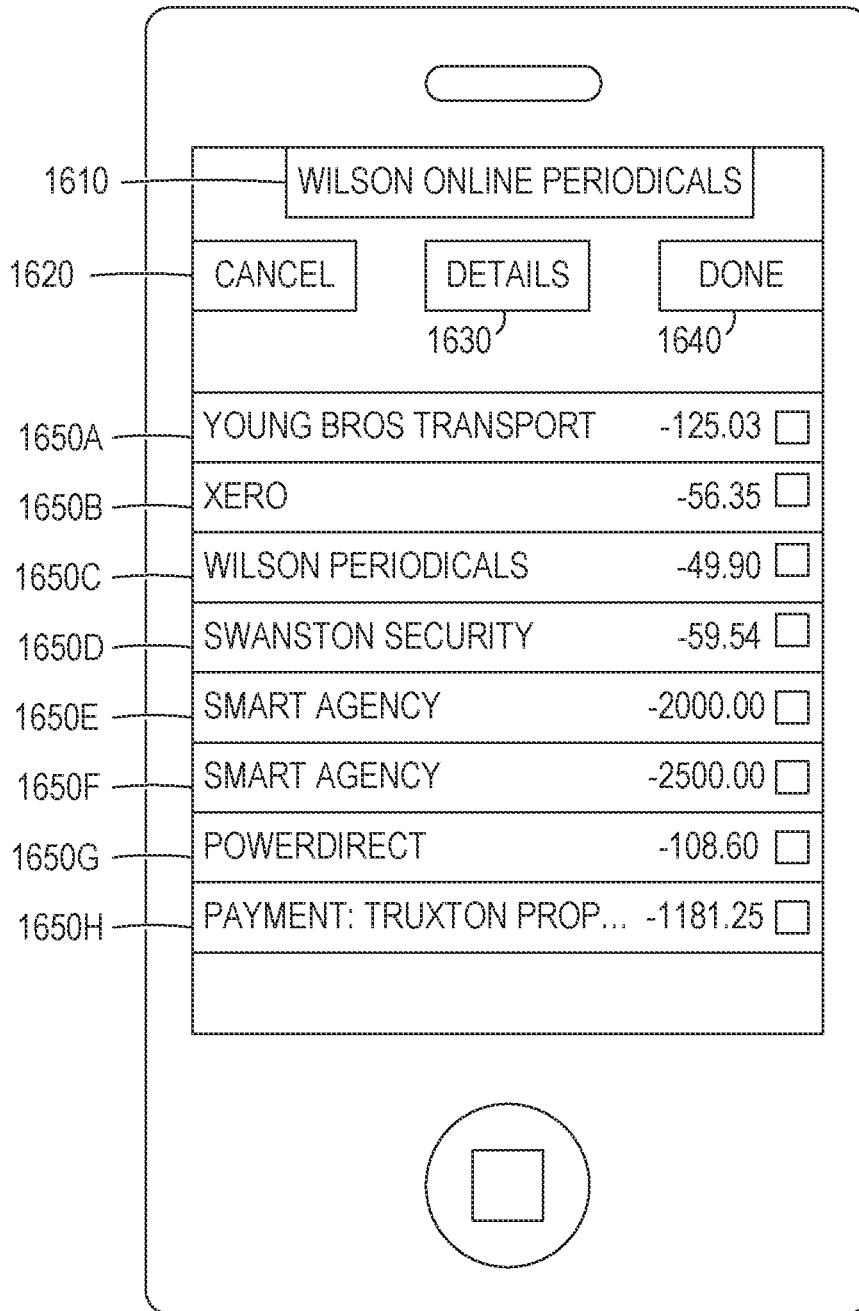 1610 WILSON ONLINE PERIODICALS
1620 CANCEL DETAILS DONE
1630 1640
1650A YOUNG BROS TRANSPORT -125.03
1650B XERO -56.35
1650C WILSON PERIODICALS -49.90
1650D SWANSTON SECURITY -59.54
1650E SMART AGENCY -2000.00
1650F SMART AGENCY -2500.00
1650G POWERDIRECT -108.60
1650H PAYMENT: TRUXTON PROP... -1181.25